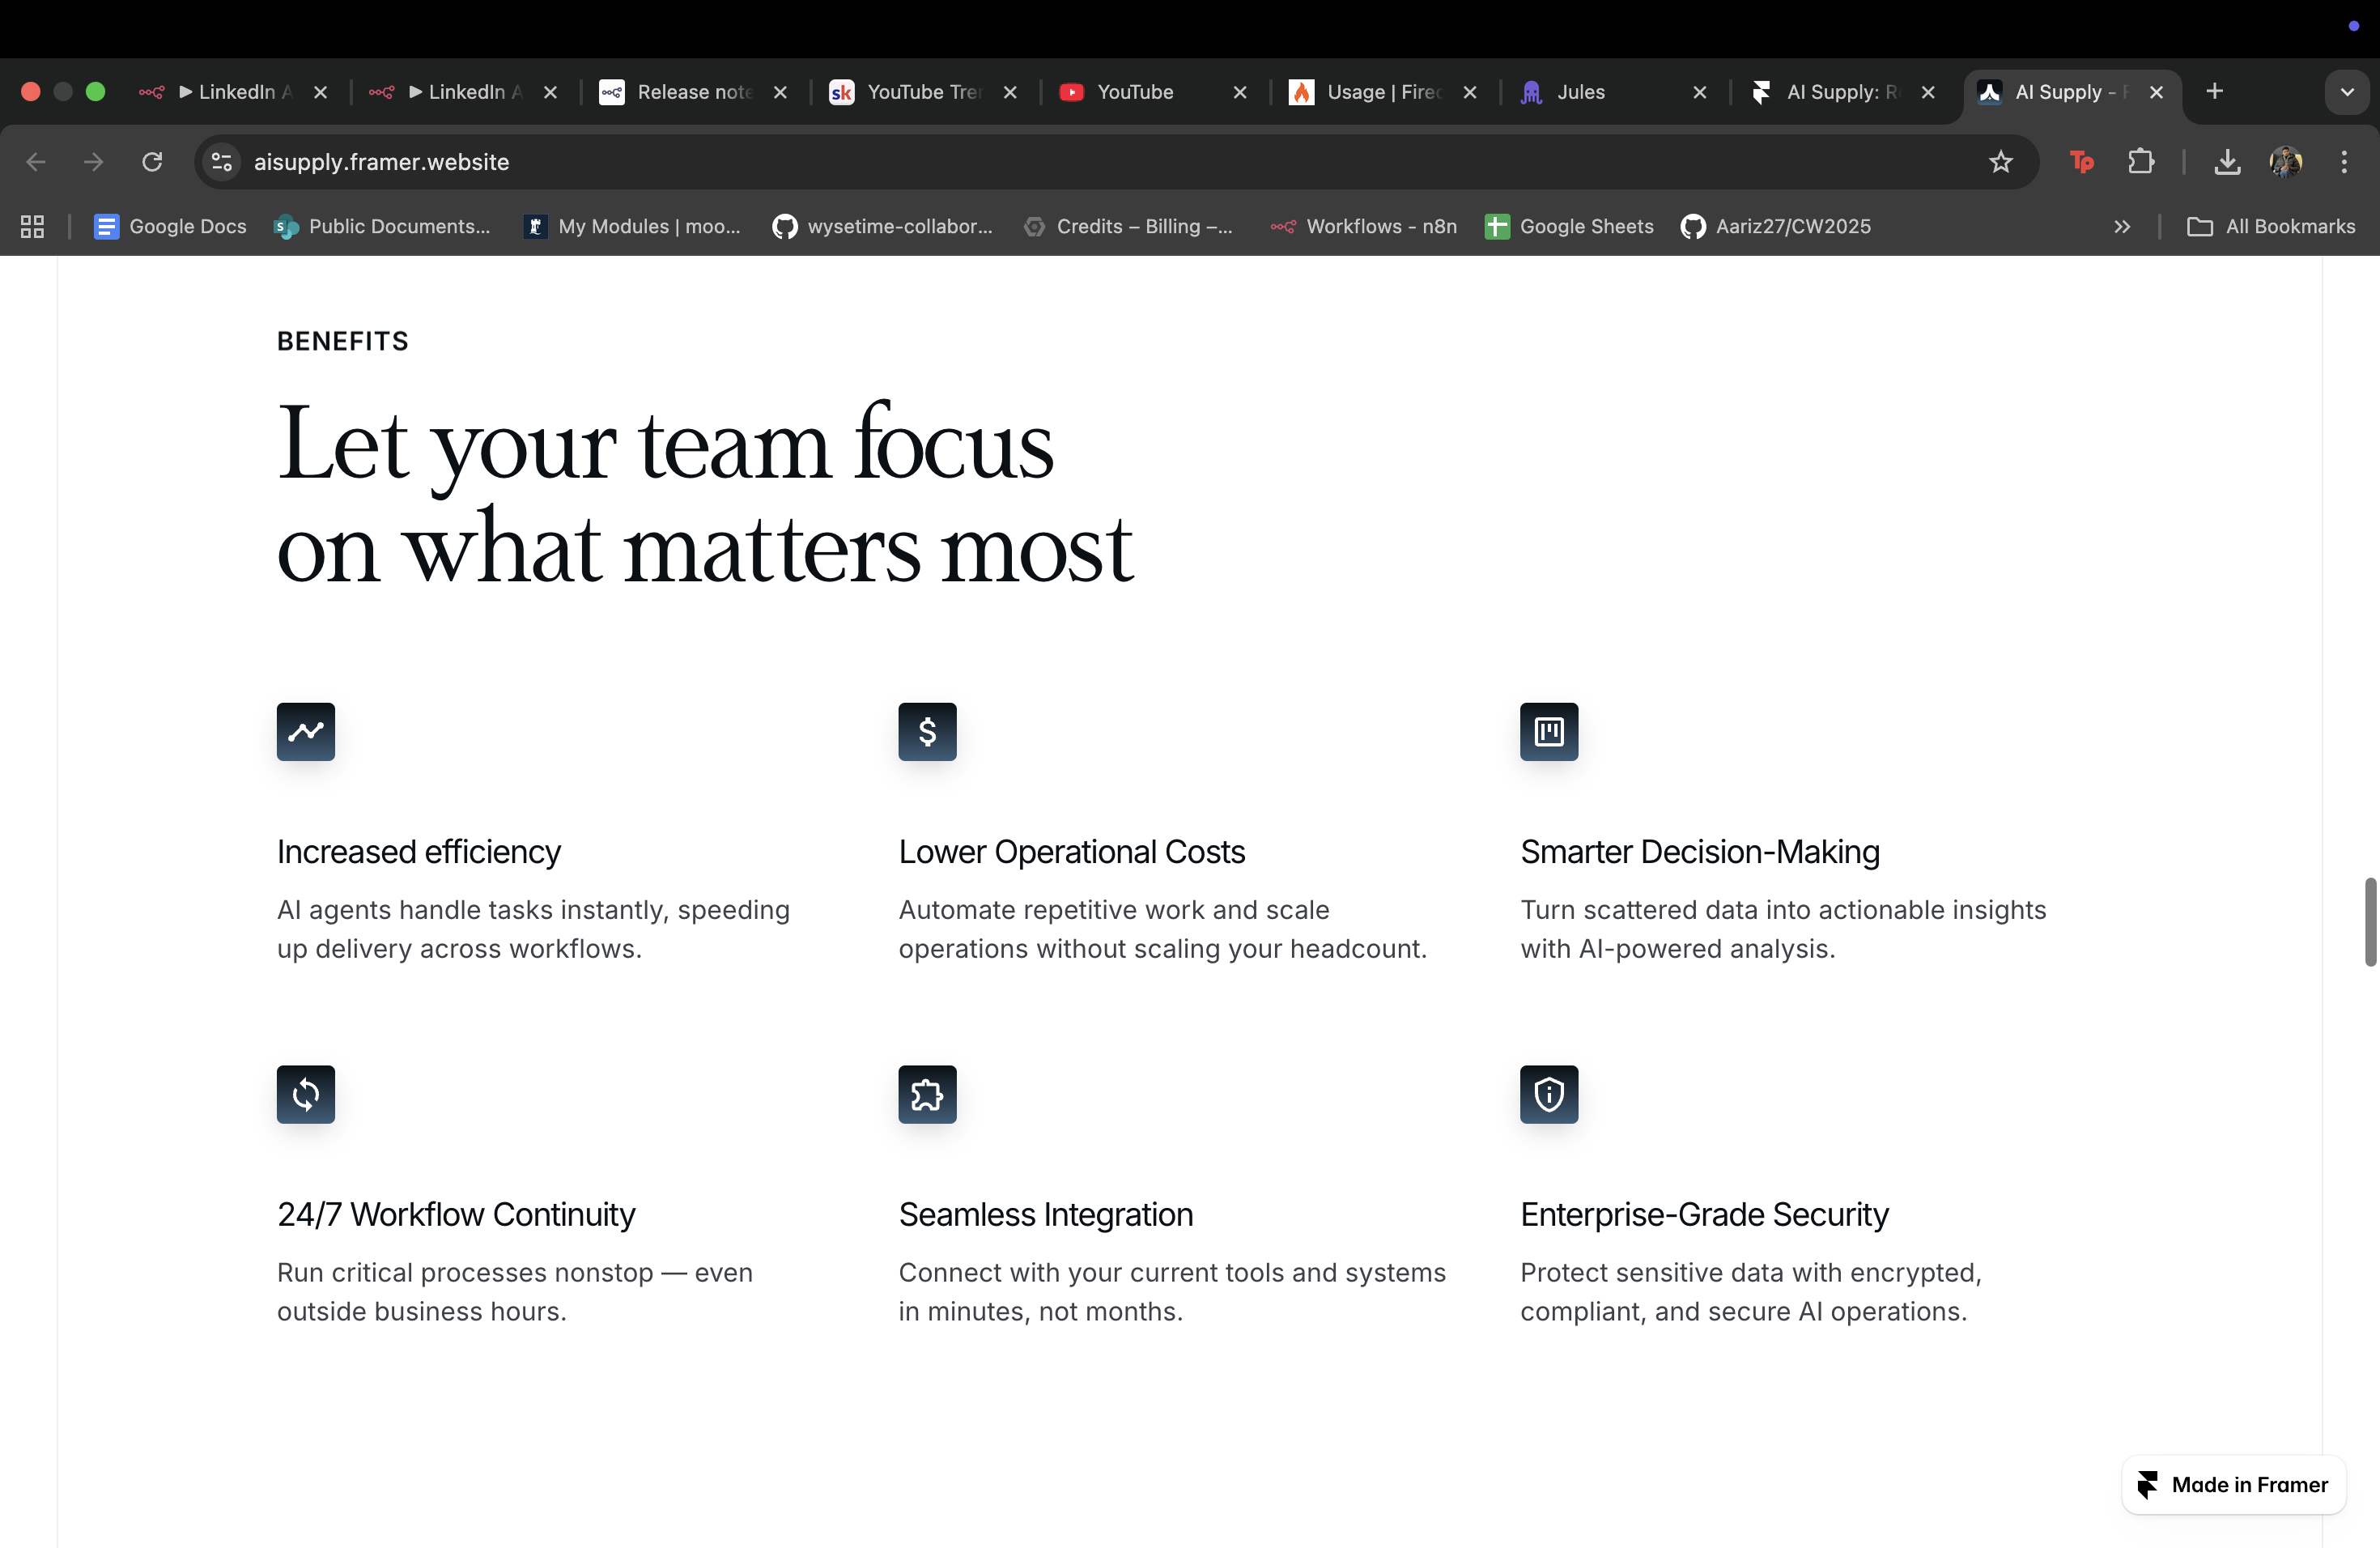 LinkedIn A
LinkedIn A
Release note
sk
YouTube Tre
YouTube
Usage | Firec
Jules
AI Supply: R
AI Supply -
aisupply.framer.website
Tp
Google Docs
S
Public Documents...
My Modules | moo...
wysetime-collabor...
Credits – Billing –...
Workflows - n8n
Google Sheets
Aariz27/CW2025
All Bookmarks
BENEFITS
Let your team focus
on what matters most
$
Increased efficiency
AI agents handle tasks instantly, speeding
up delivery across workflows.
Lower Operational Costs
Automate repetitive work and scale
operations without scaling your headcount.
Smarter Decision-Making
Turn scattered data into actionable insights
with AI-powered analysis.
24/7 Workflow Continuity
Run critical processes nonstop — even
outside business hours.
Seamless Integration
Connect with your current tools and systems
in minutes, not months.
Enterprise-Grade Security
Protect sensitive data with encrypted,
compliant, and secure AI operations.
Made in Framer